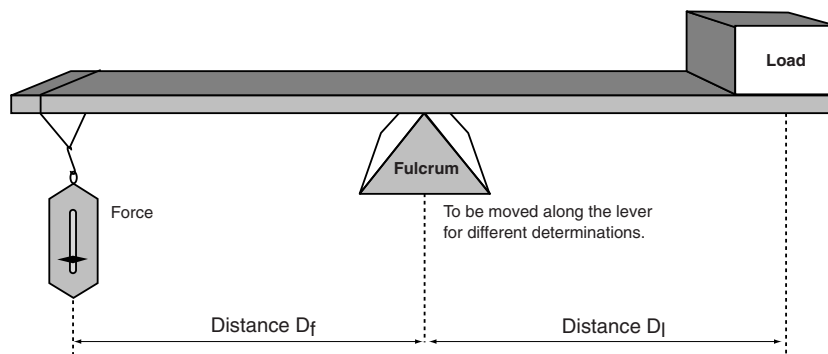 Load
Fulcrum
Force
To be moved along the lever
for different determinations.
Distance Df
Distance Dl